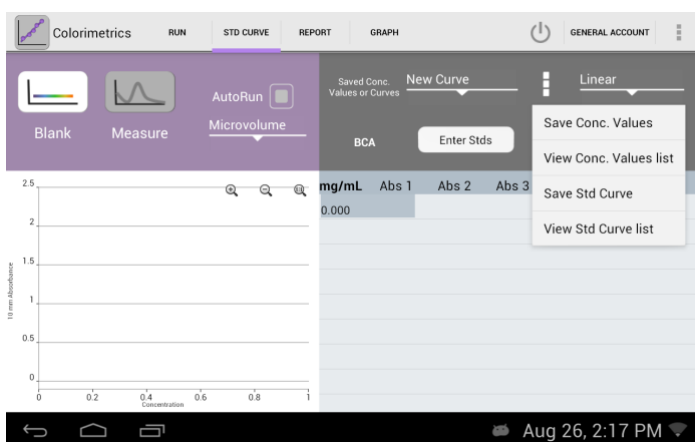 Colorimetrics RUN STD CURVE REPORT GRAPH GENERAL ACCOUNT
Blank
Measure
AutoRun
Microvolume
Saved Conc.
Values or Curves
New Curve
Linear
BCA
Enter Stds
Save Conc. Values
View Conc. Values list
Save Std Curve
View Std Curve list
mg/mL Abs 1 Abs 2 Abs 3
0.000
2.5
2
1.5
1
0.5
0
10 mm Absorbance
0 0.2 0.4 0.6 0.8 1
Concentration
Aug 26, 2:17 PM